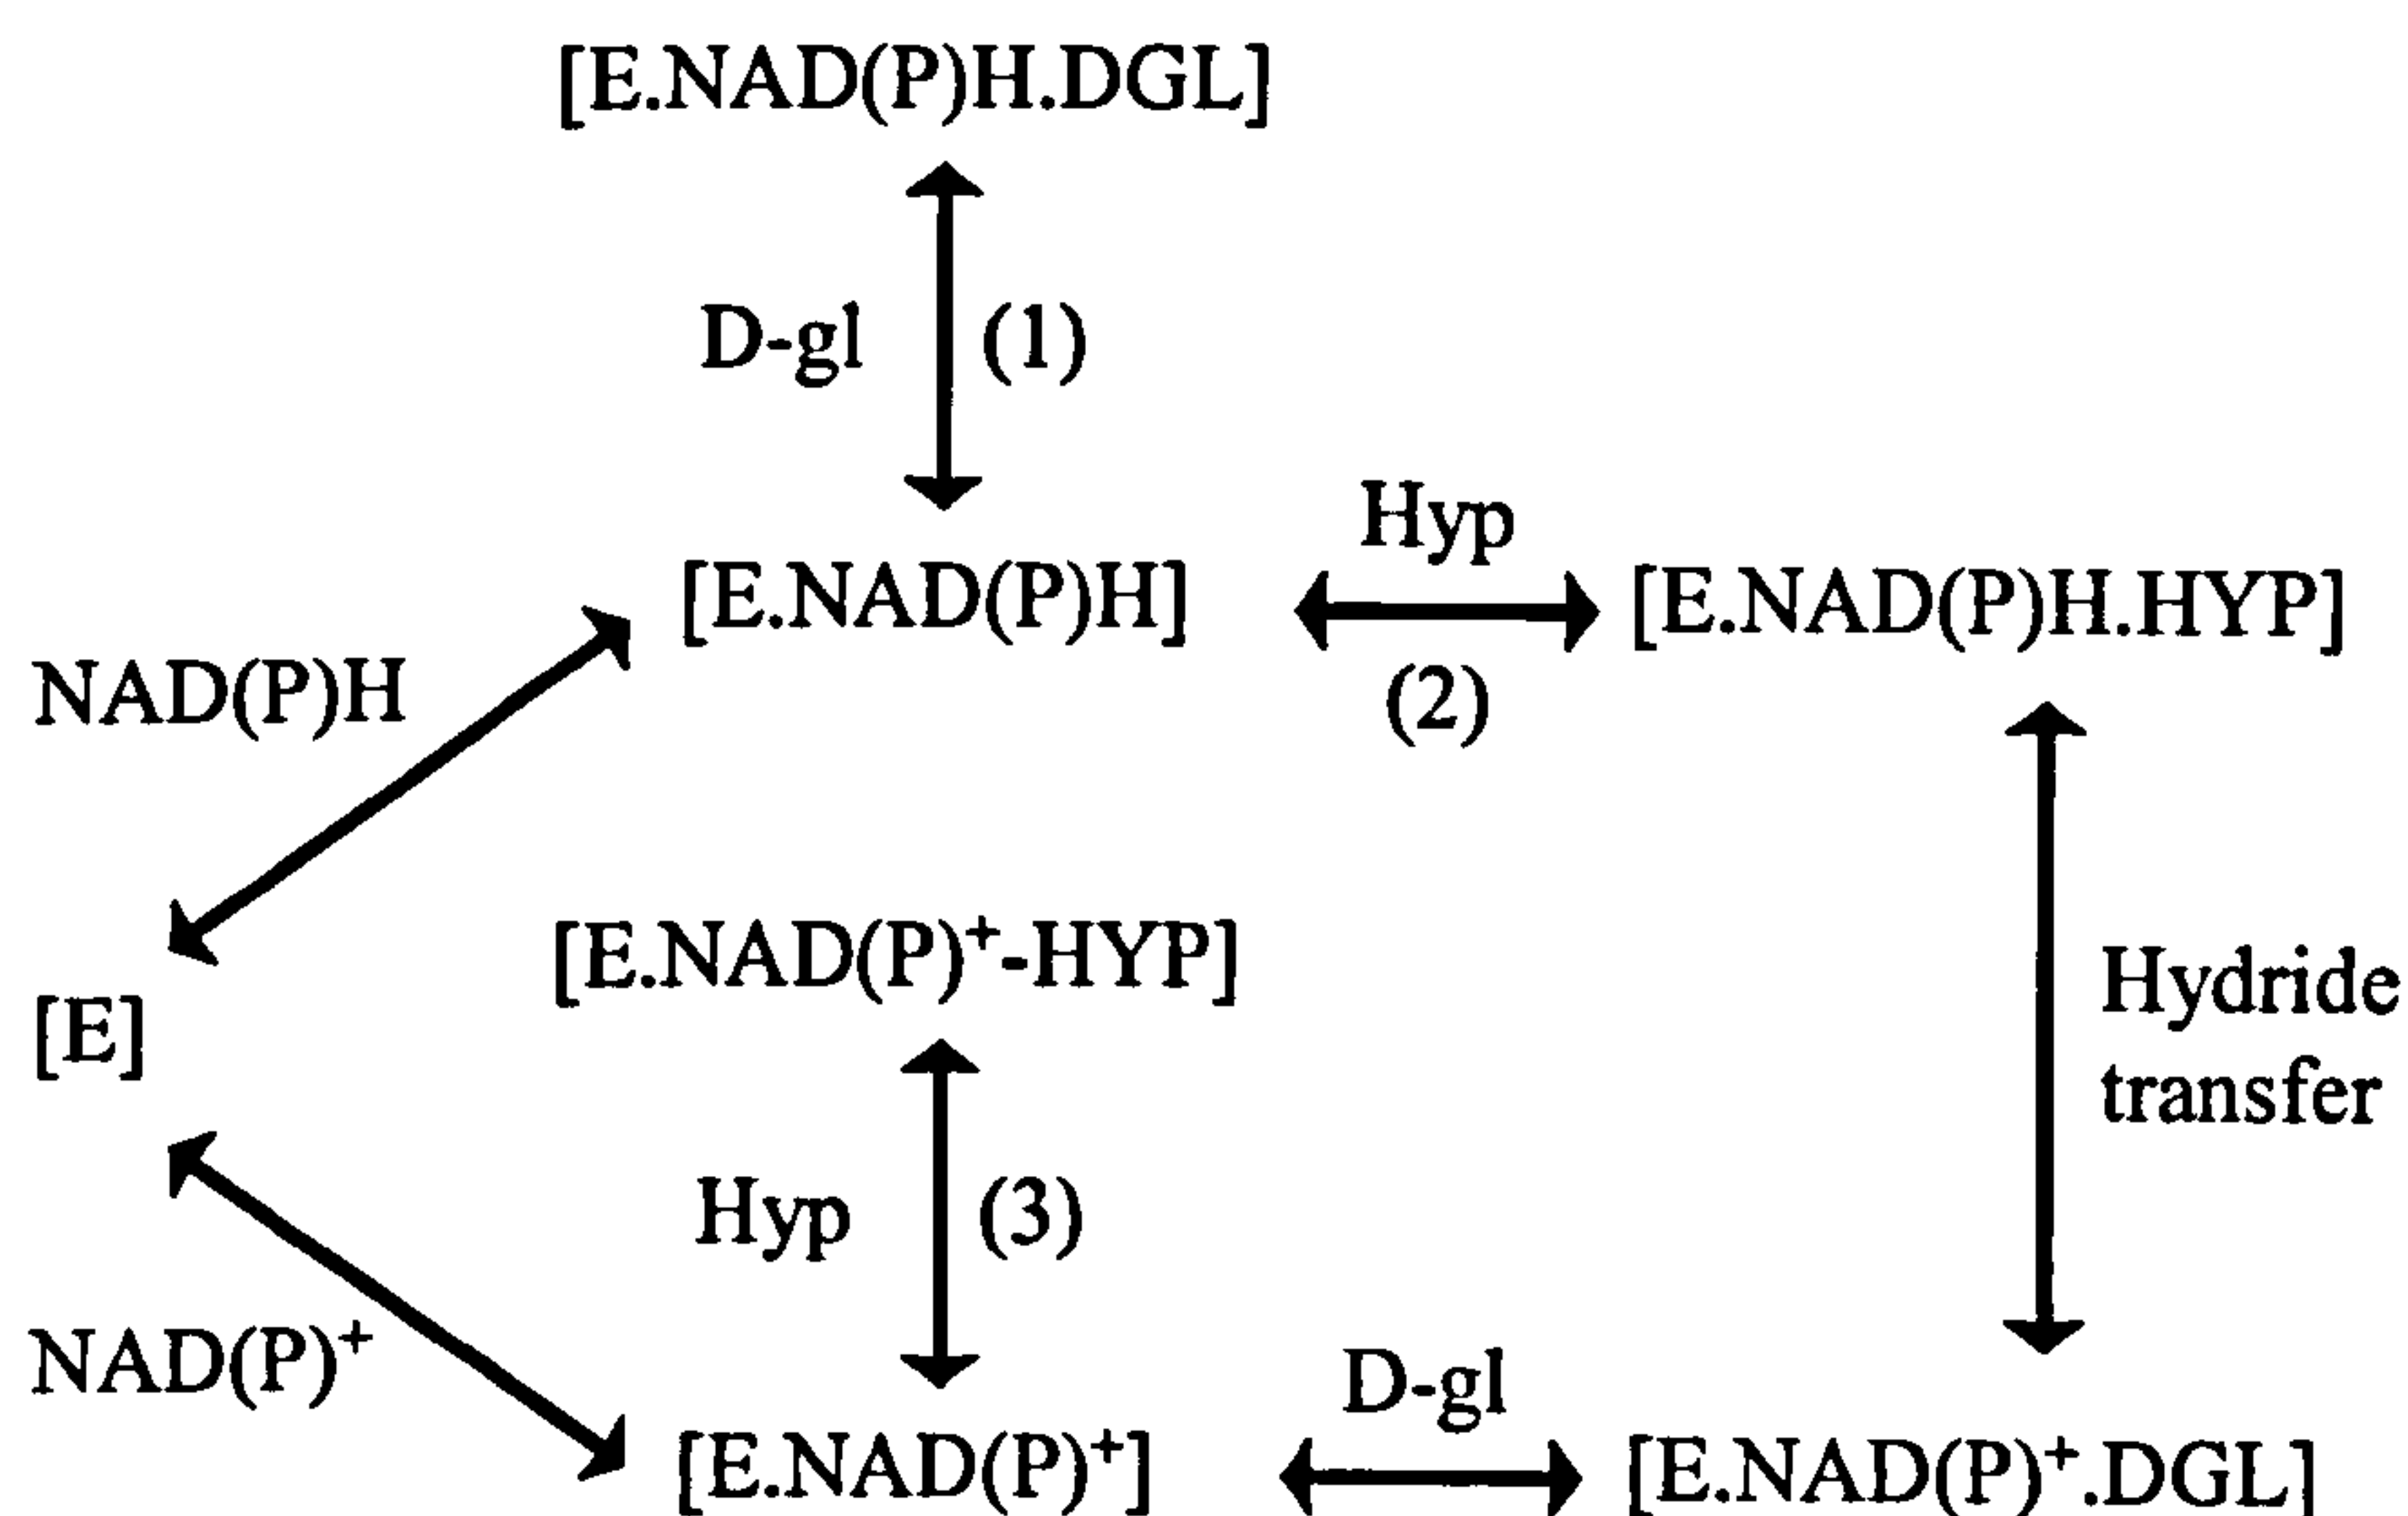 [E.NAD(P)H.DGL]
D-gl (1)
Hyp
[E.NAD(P)H] [E.NAD(P)H.HYP]
NAD(P)H
(2)
[E.NAD(P)⁺-HYP]
Hydride
transfer
[E]
Hyp (3)
NAD(P)⁺
D-gl
[E.NAD(P)⁺] [E.NAD(P)⁺.DGL]